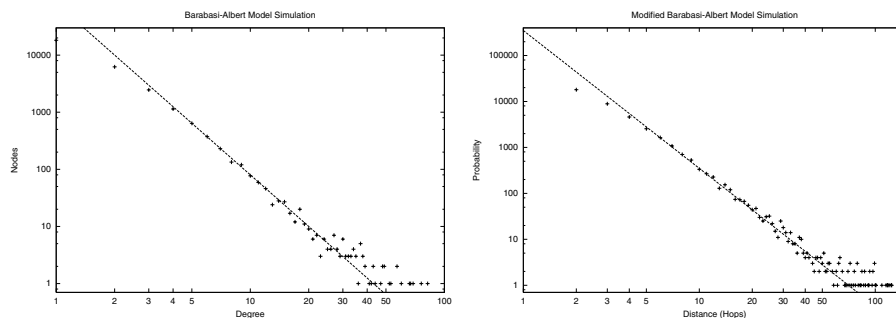 Barabasi-Albert Model Simulation
10000
1000
100
10
1
Nodes
1 2 3 4 5 10 20 30 40 50 100
Degree
Modified Barabasi-Albert Model Simulation
100000
10000
1000
100
10
1
Probability
1 2 3 4 5 10 20 30 40 50 100
Distance (Hops)